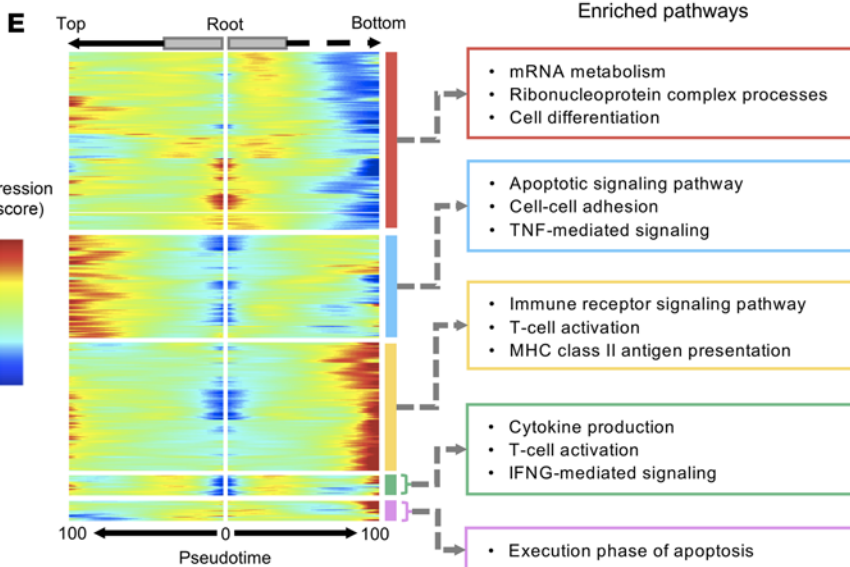 E
Top
Root
Bottom
Enriched pathways
• mRNA metabolism
• Ribonucleoprotein complex processes
• Cell differentiation
• Apoptotic signaling pathway
• Cell-cell adhesion
• TNF-mediated signaling
ression
score)
• Immune receptor signaling pathway
• T-cell activation
• MHC class II antigen presentation
• Cytokine production
• T-cell activation
• IFNG-mediated signaling
• Execution phase of apoptosis
100
0
100
Pseudotime